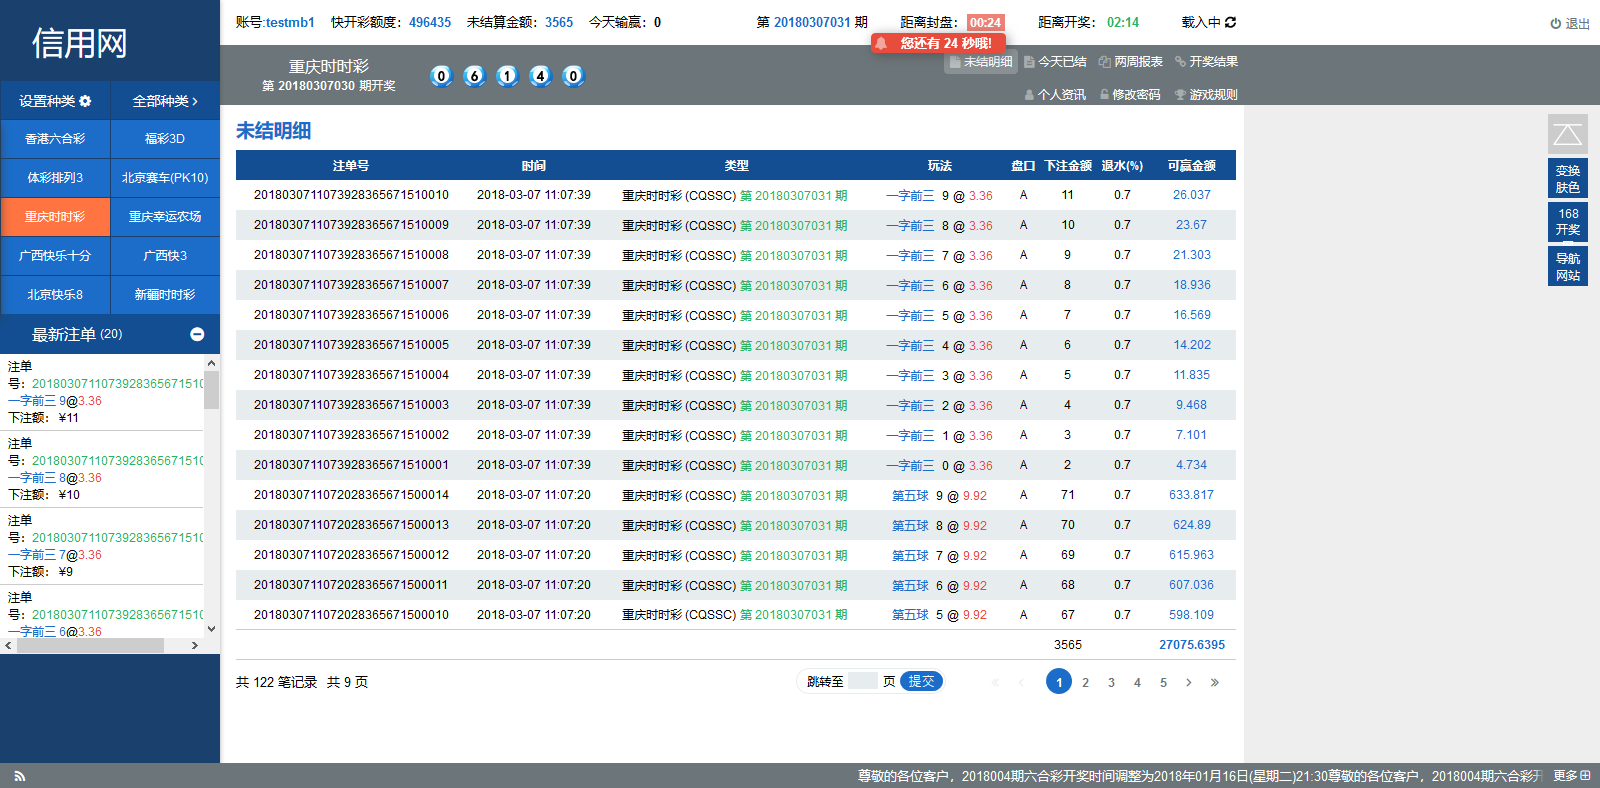 信用网
账号:testmb1 快开彩额度：496435 未结算金额：3565 今天输赢：0 第 20180307031 期 距离封盘：00:24 距离开奖：02:14 载入中 退出
您还有 24 秒哦!
重庆时时彩
第 20180307030 期开奖
0 6 1 4 0
未结明细 今天已结 两周报表 开奖结果
个人资讯 修改密码 游戏规则
设置种类 全部种类
香港六合彩 福彩3D
体彩排列3 北京赛车(PK10)
重庆时时彩 重庆幸运农场
广西快乐十分 广西快3
北京快乐8 新疆时时彩
最新注单 (20)
注单
号：201803071107392836567151
一字前三 9@3.36
下注额： ¥11
注单
号：201803071107392836567151
一字前三 8@3.36
下注额： ¥10
注单
号：201803071107392836567151
一字前三 7@3.36
下注额： ¥9
注单
号：201803071107392836567151
一字前三 6@3.36
未结明细
注单号 时间 类型 玩法 盘口 下注金额 退水(%) 可赢金额
20180307110739283656715100​10 2018-03-07 11:07:39 重庆时时彩 (CQSSC) 第 20180307031 期 一字前三 9 @ 3.36 A 11 0.7 26.037
20180307110739283656715100​09 2018-03-07 11:07:39 重庆时时彩 (CQSSC) 第 20180307031 期 一字前三 8 @ 3.36 A 10 0.7 23.67
20180307110739283656715100​08 2018-03-07 11:07:39 重庆时时彩 (CQSSC) 第 20180307031 期 一字前三 7 @ 3.36 A 9 0.7 21.303
20180307110739283656715100​07 2018-03-07 11:07:39 重庆时时彩 (CQSSC) 第 20180307031 期 一字前三 6 @ 3.36 A 8 0.7 18.936
20180307110739283656715100​06 2018-03-07 11:07:39 重庆时时彩 (CQSSC) 第 20180307031 期 一字前三 5 @ 3.36 A 7 0.7 16.569
20180307110739283656715100​05 2018-03-07 11:07:39 重庆时时彩 (CQSSC) 第 20180307031 期 一字前三 4 @ 3.36 A 6 0.7 14.202
20180307110739283656715100​04 2018-03-07 11:07:39 重庆时时彩 (CQSSC) 第 20180307031 期 一字前三 3 @ 3.36 A 5 0.7 11.835
20180307110739283656715100​03 2018-03-07 11:07:39 重庆时时彩 (CQSSC) 第 20180307031 期 一字前三 2 @ 3.36 A 4 0.7 9.468
20180307110739283656715100​02 2018-03-07 11:07:39 重庆时时彩 (CQSSC) 第 20180307031 期 一字前三 1 @ 3.36 A 3 0.7 7.101
20180307110739283656715100​01 2018-03-07 11:07:39 重庆时时彩 (CQSSC) 第 20180307031 期 一字前三 0 @ 3.36 A 2 0.7 4.734
20180307110720283656715000​14 2018-03-07 11:07:20 重庆时时彩 (CQSSC) 第 20180307031 期 第五球 9 @ 9.92 A 71 0.7 633.817
20180307110720283656715000​13 2018-03-07 11:07:20 重庆时时彩 (CQSSC) 第 20180307031 期 第五球 8 @ 9.92 A 70 0.7 624.89
20180307110720283656715000​12 2018-03-07 11:07:20 重庆时时彩 (CQSSC) 第 20180307031 期 第五球 7 @ 9.92 A 69 0.7 615.963
20180307110720283656715000​11 2018-03-07 11:07:20 重庆时时彩 (CQSSC) 第 20180307031 期 第五球 6 @ 9.92 A 68 0.7 607.036
20180307110720283656715000​10 2018-03-07 11:07:20 重庆时时彩 (CQSSC) 第 20180307031 期 第五球 5 @ 9.92 A 67 0.7 598.109
3565 27075.6395
共 122 笔记录 共 9 页 跳转至 页 提交 « ‹ 1 2 3 4 5 › »
变换
肤色
168
开奖
导航
网站
尊敬的各位客户，2018004期六合彩开奖时间调整为2018年01月16日(星期二)21:30尊敬的各位客户，2018004期六合彩开 更多